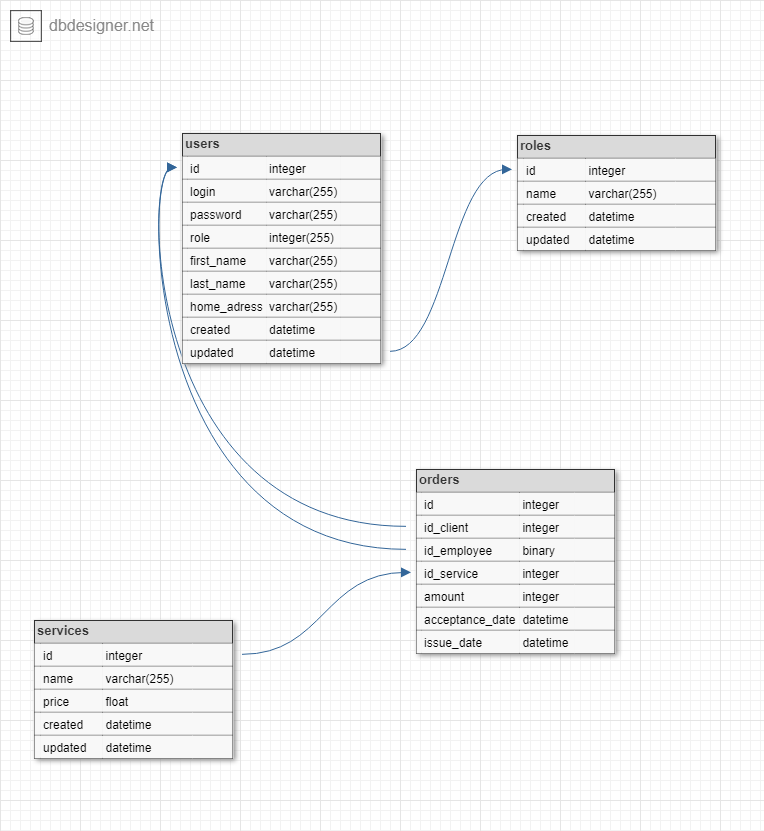 dbdesigner.net
users
id integer
login varchar(255)
password varchar(255)
role integer(255)
first_name varchar(255)
last_name varchar(255)
home_adress varchar(255)
created datetime
updated datetime
roles
id integer
name varchar(255)
created datetime
updated datetime
orders
id integer
id_client integer
id_employee binary
id_service integer
amount integer
acceptance_date datetime
issue_date datetime
services
id integer
name varchar(255)
price float
created datetime
updated datetime